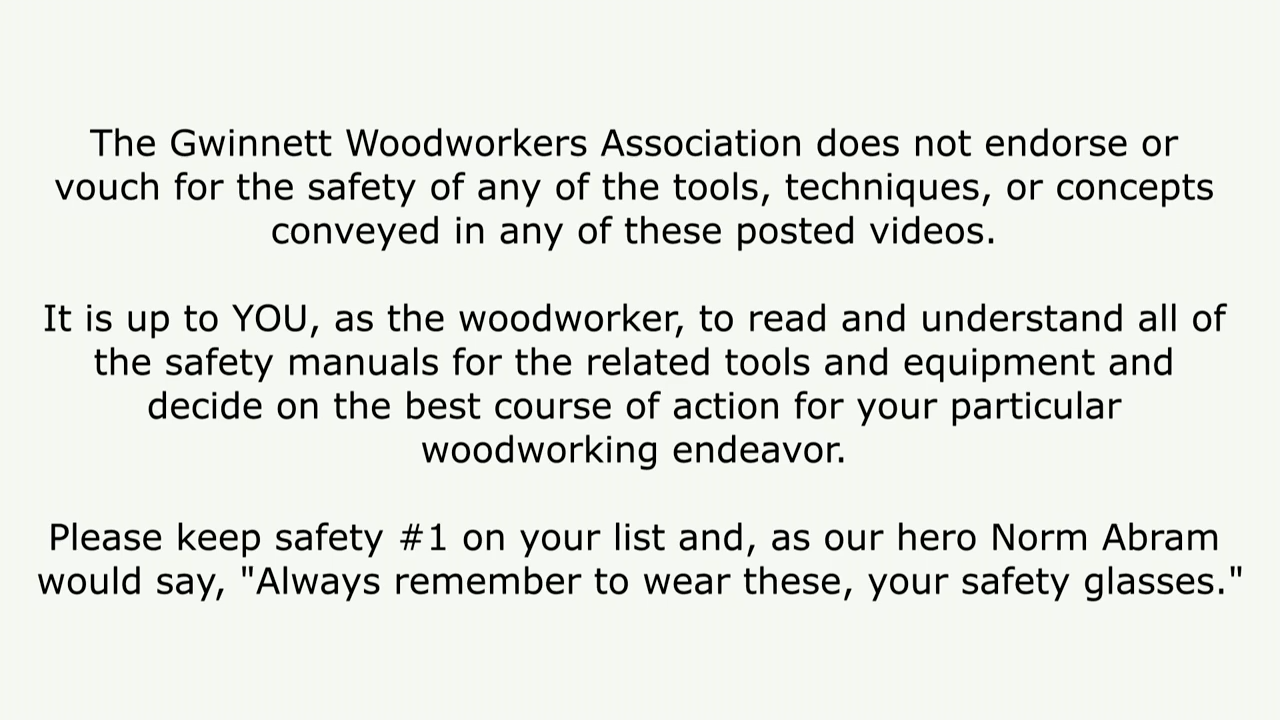 The Gwinnett Woodworkers Association does not endorse or
vouch for the safety of any of the tools, techniques, or concepts
conveyed in any of these posted videos.
It is up to YOU, as the woodworker, to read and understand all of
the safety manuals for the related tools and equipment and
decide on the best course of action for your particular
woodworking endeavor.
Please keep safety #1 on your list and, as our hero Norm Abram
would say, "Always remember to wear these, your safety glasses."